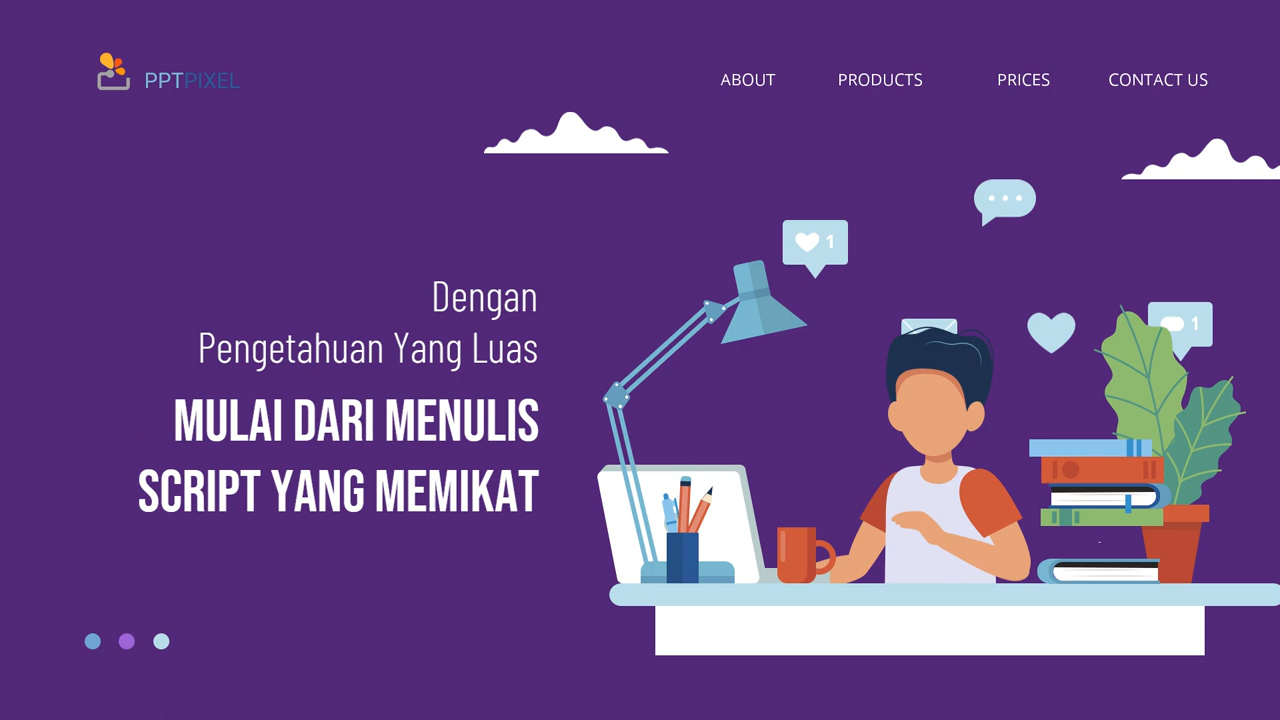 PPTPIXEL
ABOUT PRODUCTS PRICES CONTACT US
1
1
Dengan
Pengetahuan Yang Luas
MULAI DARI MENULIS
SCRIPT YANG MEMIKAT